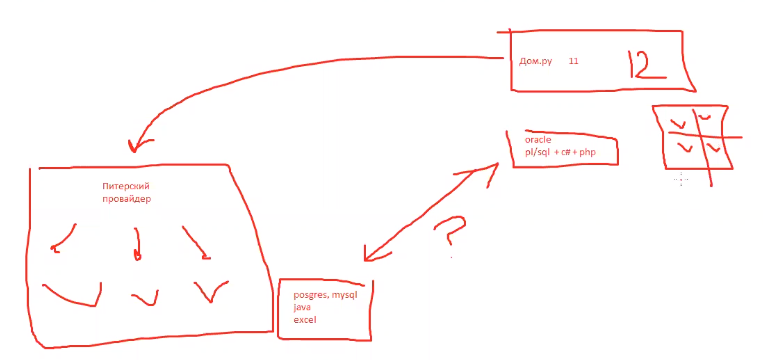 Дом.ру 11 12
oracle
pl/sql + c# + php
Питерский
провайдер
?
posgres, mysql
java
excel